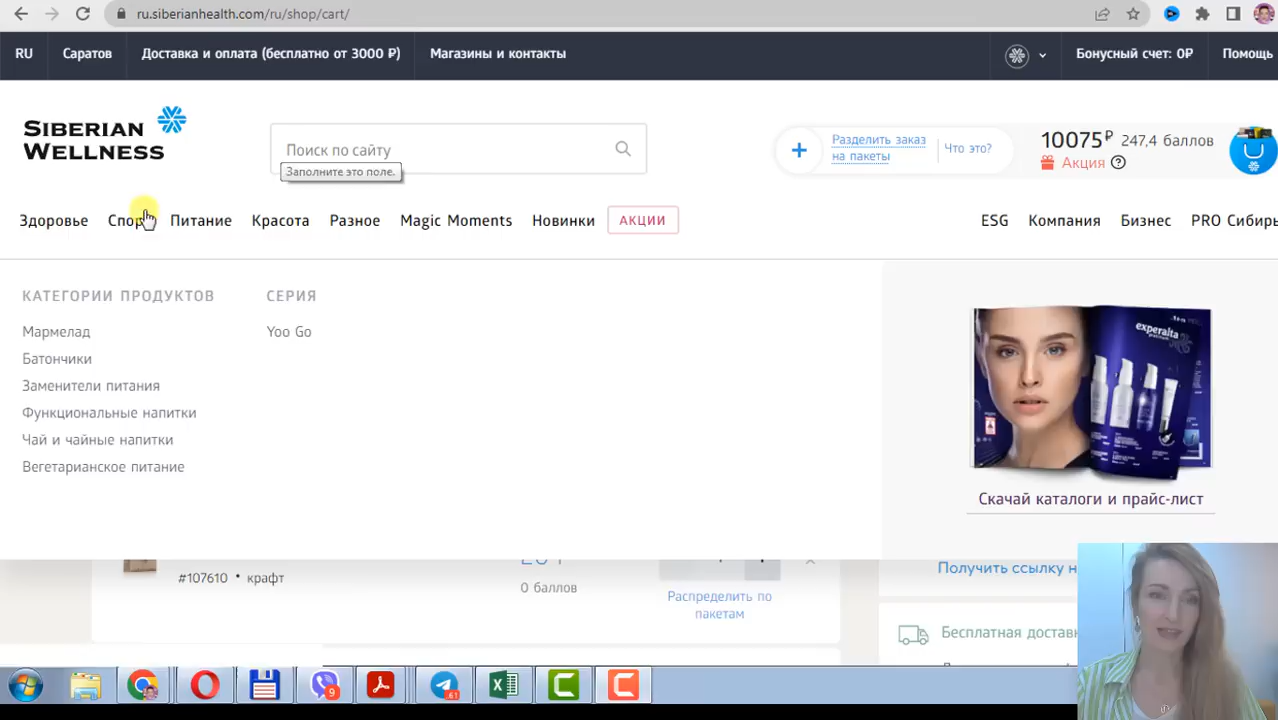 ru.siberianhealth.com/ru/shop/cart/
RU Саратов Доставка и оплата (бесплатно от 3000 ₽) Магазины и контакты Бонусный счет: 0₽ Помощь
SIBERIAN
WELLNESS
Поиск по сайту
Заполните это поле.
Разделить заказ
на пакеты
Что это?
10075₽ 247,4 баллов
Акция ?
Здоровье Питание Красота Разное Magic Moments Новинки АКЦИИ ESG Компания Бизнес PRO Сибирь
КАТЕГОРИИ ПРОДУКТОВ
Мармелад
Батончики
Заменители питания
Функциональные напитки
Чай и чайные напитки
Вегетарианское питание
СЕРИЯ
Yoo Go
experalta
platinum
Скачай каталоги и прайс-лист
#107610 • крафт
0 баллов
Распределить по
пакетам
Получить ссылку
Бесплатная
9
61